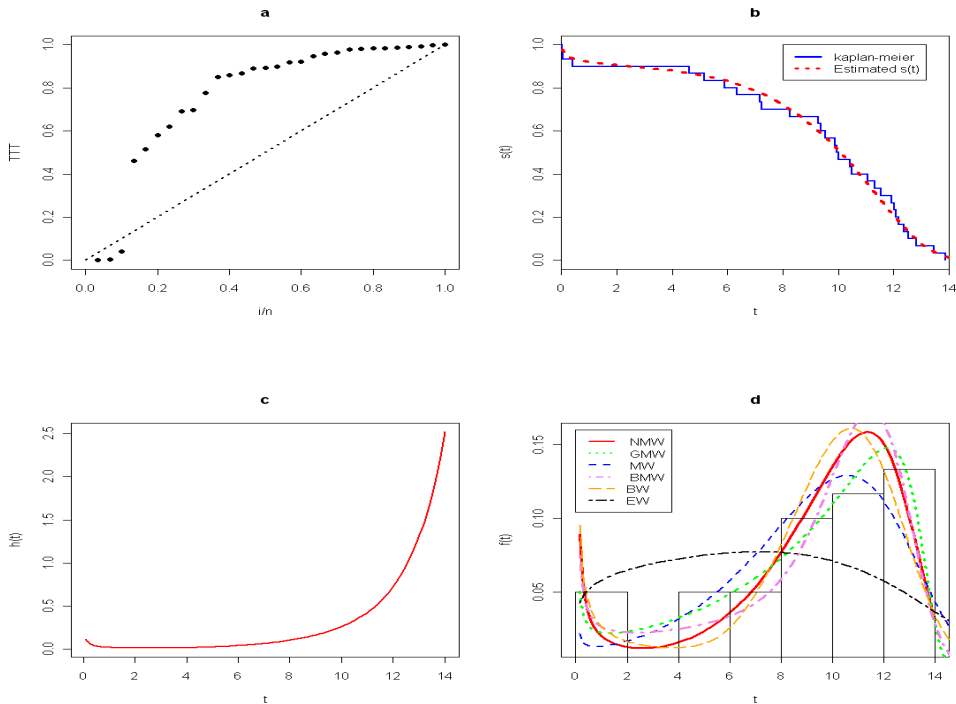 a
TTT
0.0 0.2 0.4 0.6 0.8 1.0
0.0 0.2 0.4 0.6 0.8 1.0
i/n
b
s(t)
0.0 0.2 0.4 0.6 0.8 1.0
kaplan-meier
Estimated s(t)
0 2 4 6 8 10 12 14
t
c
h(t)
0.0 0.5 1.0 1.5 2.0 2.5
0 2 4 6 8 10 12 14
t
d
f(t)
0.05 0.10 0.15
NMW
GMW
MW
BMW
BW
EW
0 2 4 6 8 10 12 14
t